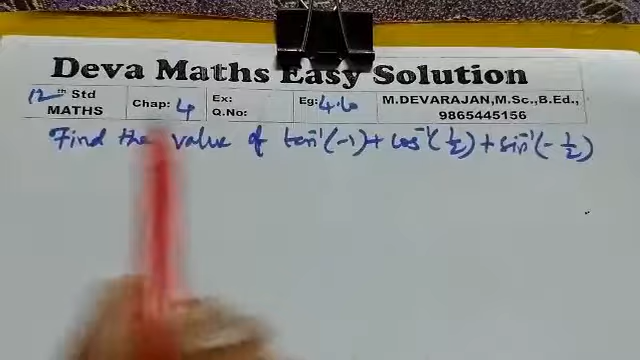 Deva Maths Easy Solution
12th Std MATHS Chap: 4 Ex: Q.No: Eg: 4.10 M.DEVARAJAN,M.Sc.,B.Ed., 9865445156
Find the value of tan⁻¹(-1) + cos⁻¹(1/2) + sin⁻¹(-1/2)